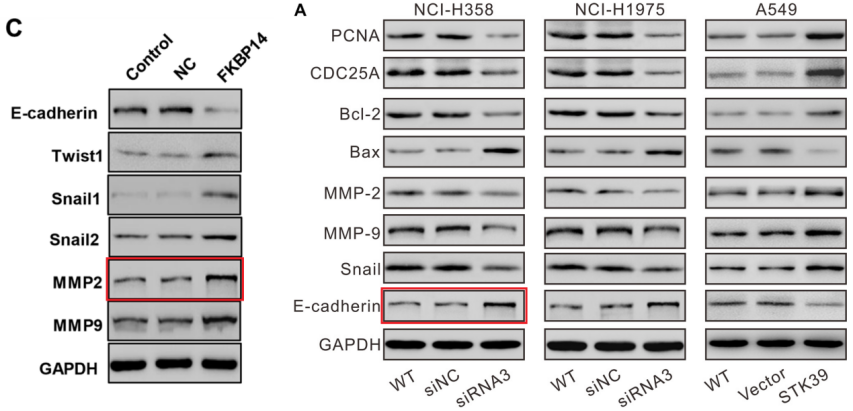 C
Control
NC
FKBP14
E-cadherin
Twist1
Snail1
Snail2
MMP2
MMP9
GAPDH
A
NCI-H358
NCI-H1975
A549
PCNA
CDC25A
Bcl-2
Bax
MMP-2
MMP-9
Snail
E-cadherin
GAPDH
WT
siNC
siRNA3
WT
siNC
siRNA3
WT
Vector
STK39